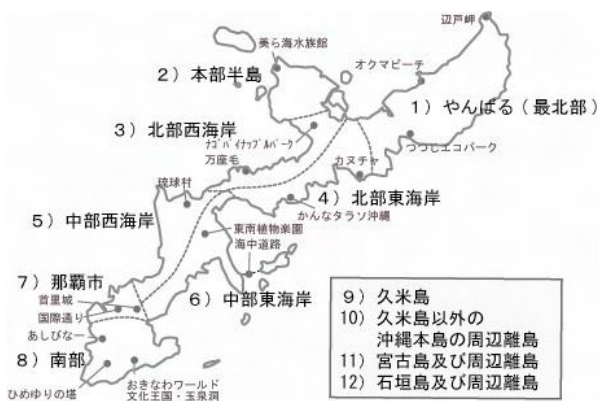 辺戸岬
美ら海水族館
オクマビーチ
2）本部半島
1）やんばる（最北部）
3）北部西海岸
ﾅｺﾞﾊﾟｲﾅｯﾌﾟﾙﾊﾟｰｸ
万座毛
つつじエコパーク
カヌチャ
琉球村
4）北部東海岸
かんなタラソ沖縄
5）中部西海岸
東南植物楽園
海中道路
7）那覇市
首里城
国際通り
6）中部東海岸
あしびなー
8）南部
ひめゆりの塔
おきなわワールド
文化王国・玉泉洞
9）久米島
10）久米島以外の
沖縄本島の周辺離島
11）宮古島及び周辺離島
12）石垣島及び周辺離島